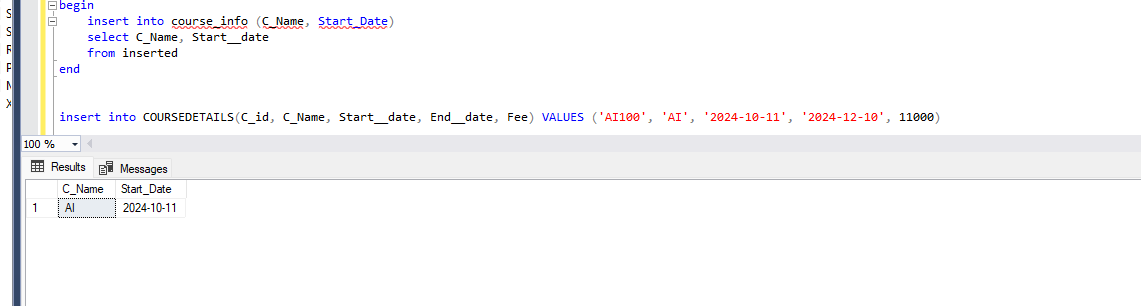 begin
insert into course_info (C_Name, Start_Date)
select C_Name, Start__date
from inserted
end
insert into COURSEDETAILS(C_id, C_Name, Start__date, End__date, Fee) VALUES ('AI100', 'AI', '2024-10-11', '2024-12-10', 11000)
100 %
Results Messages
C_Name Start_Date
1 AI 2024-10-11